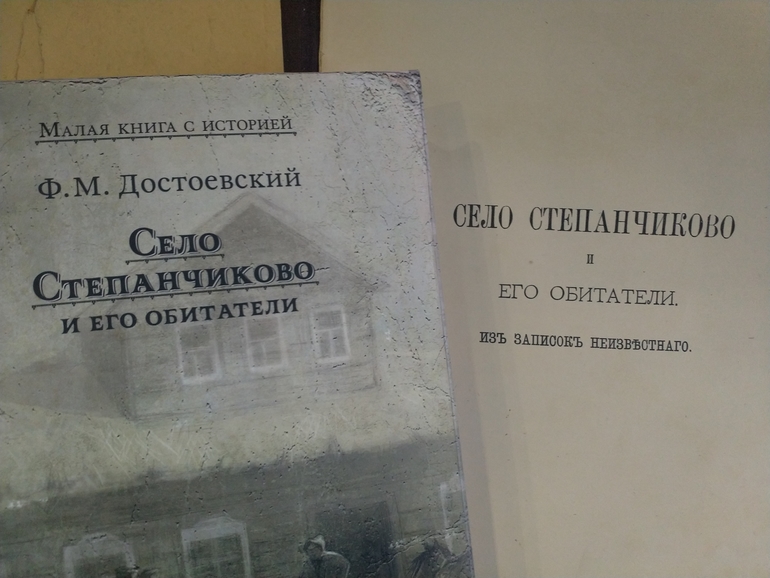 МАЛАЯ КНИГА С ИСТОРИЕЙ
Ф.М. ДОСТОЕВСКИЙ
СЕЛО
СТЕПАНЧИКОВО
И ЕГО ОБИТАТЕЛИ
СЕЛО СТЕПАНЧИКОВО
И
ЕГО ОБИТАТЕЛИ.
ИЗЪ ЗАПИСОКЪ НЕИЗВѢСТНАГО.